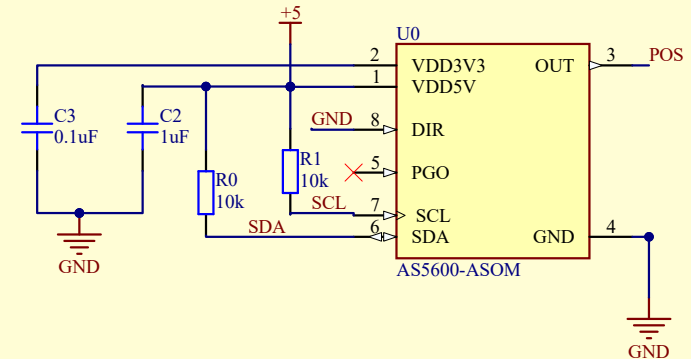 +5
U0
2 VDD3V3 OUT 3 POS
1 VDD5V
C3 0.1uF
C2 1uF
GND 8 DIR
R1 10k
5 PGO
R0 10k
SCL 7 SCL
SDA 6 SDA GND 4
GND
AS5600-ASOM
GND